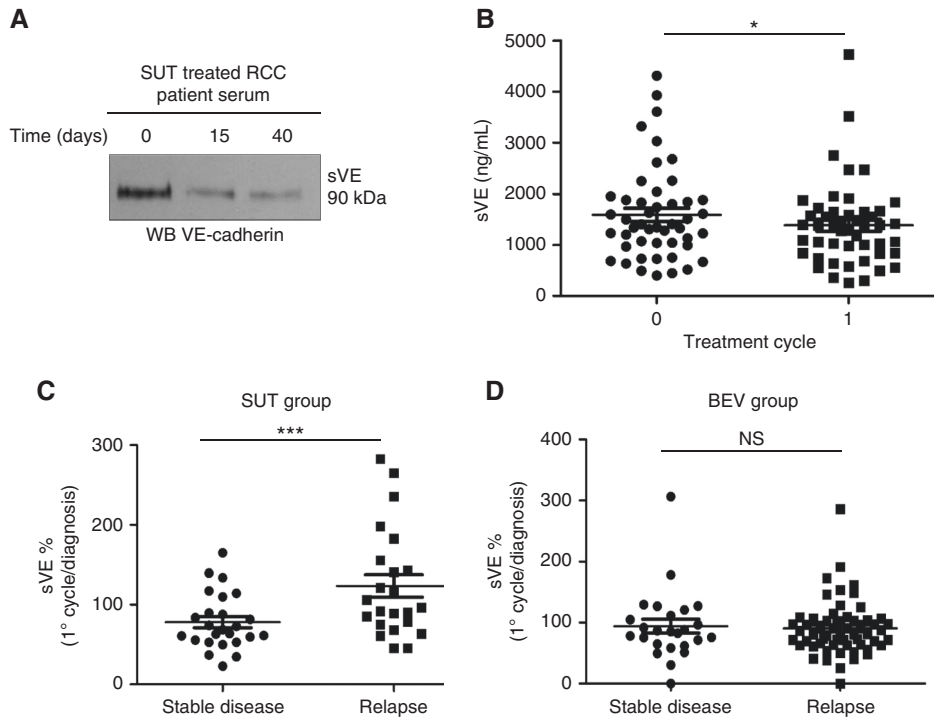 A
SUT treated RCC
patient serum
Time (days) 0 15 40
sVE
90 kDa
WB VE-cadherin
B
*
5000
4000
3000
2000
1000
0
sVE (ng/mL)
0 1
Treatment cycle
C
SUT group
***
300
200
100
0
sVE %
(1° cycle/diagnosis)
Stable disease Relapse
D
BEV group
NS
400
300
200
100
0
sVE %
(1° cycle/diagnosis)
Stable disease Relapse